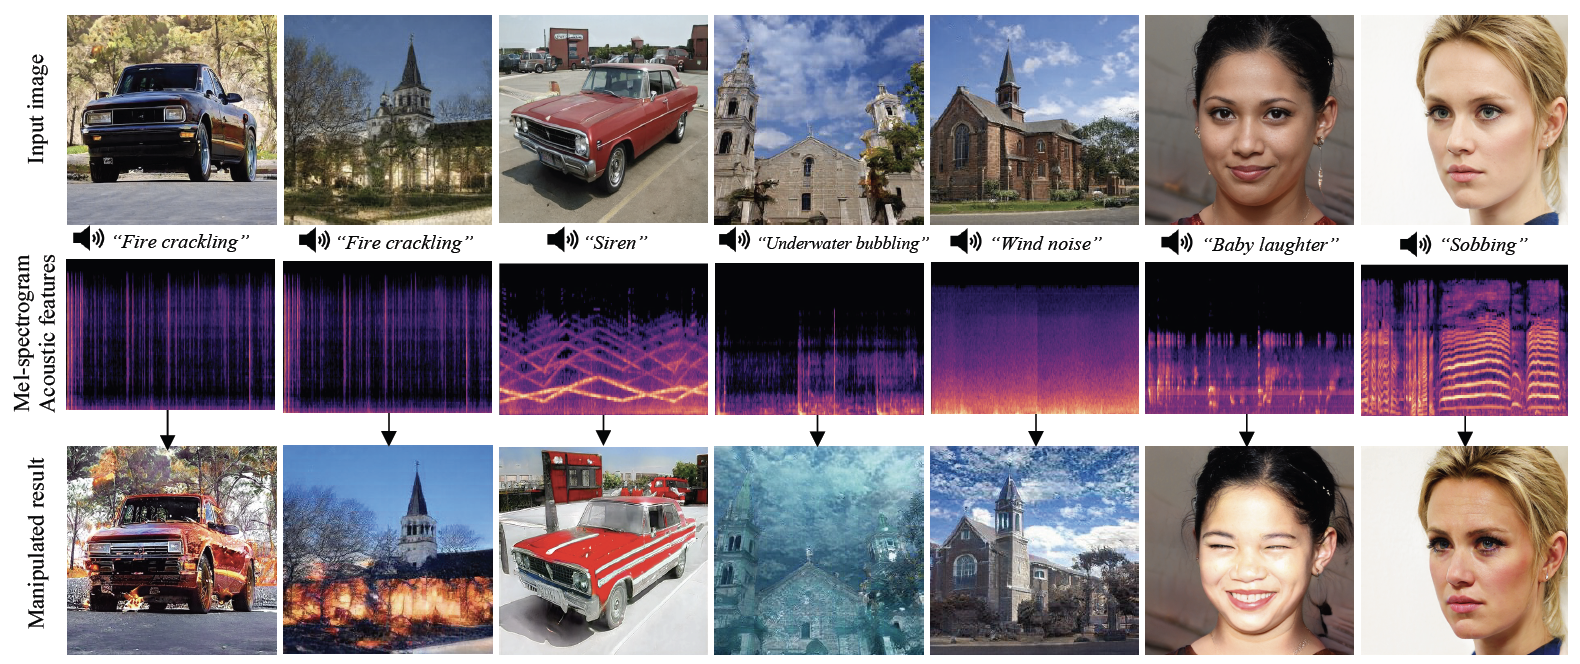 Input image
“Fire crackling”
“Fire crackling”
“Siren”
“Underwater bubbling”
“Wind noise”
“Baby laughter”
“Sobbing”
Mel-spectrogram
Acoustic features
Manipulated result